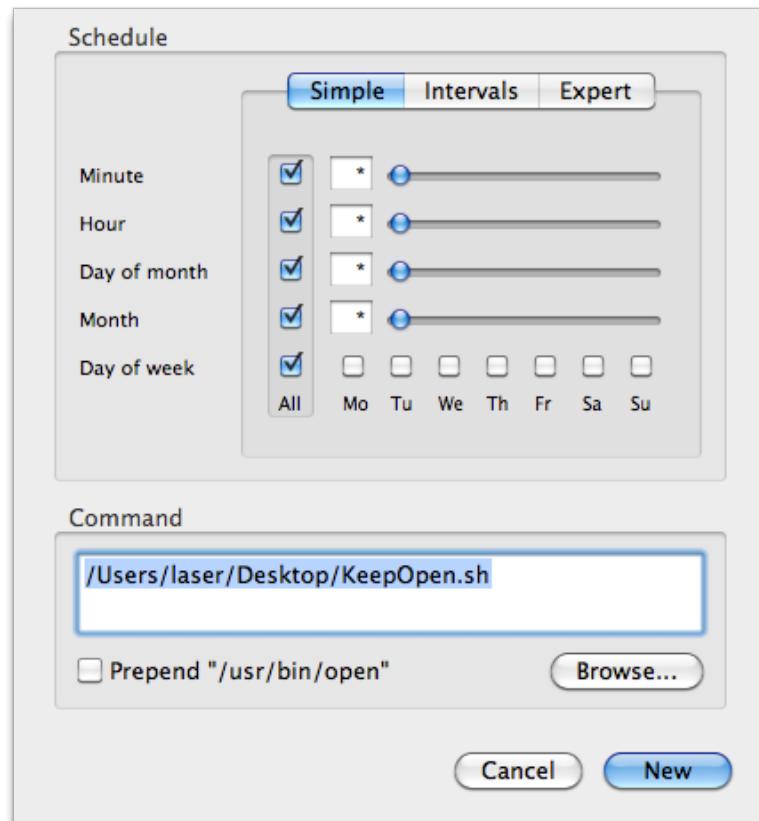 Schedule
Simple Intervals Expert
Minute *
Hour *
Day of month *
Month *
Day of week
All Mo Tu We Th Fr Sa Su
Command
/Users/laser/Desktop/KeepOpen.sh
Prepend "/usr/bin/open" Browse...
Cancel New